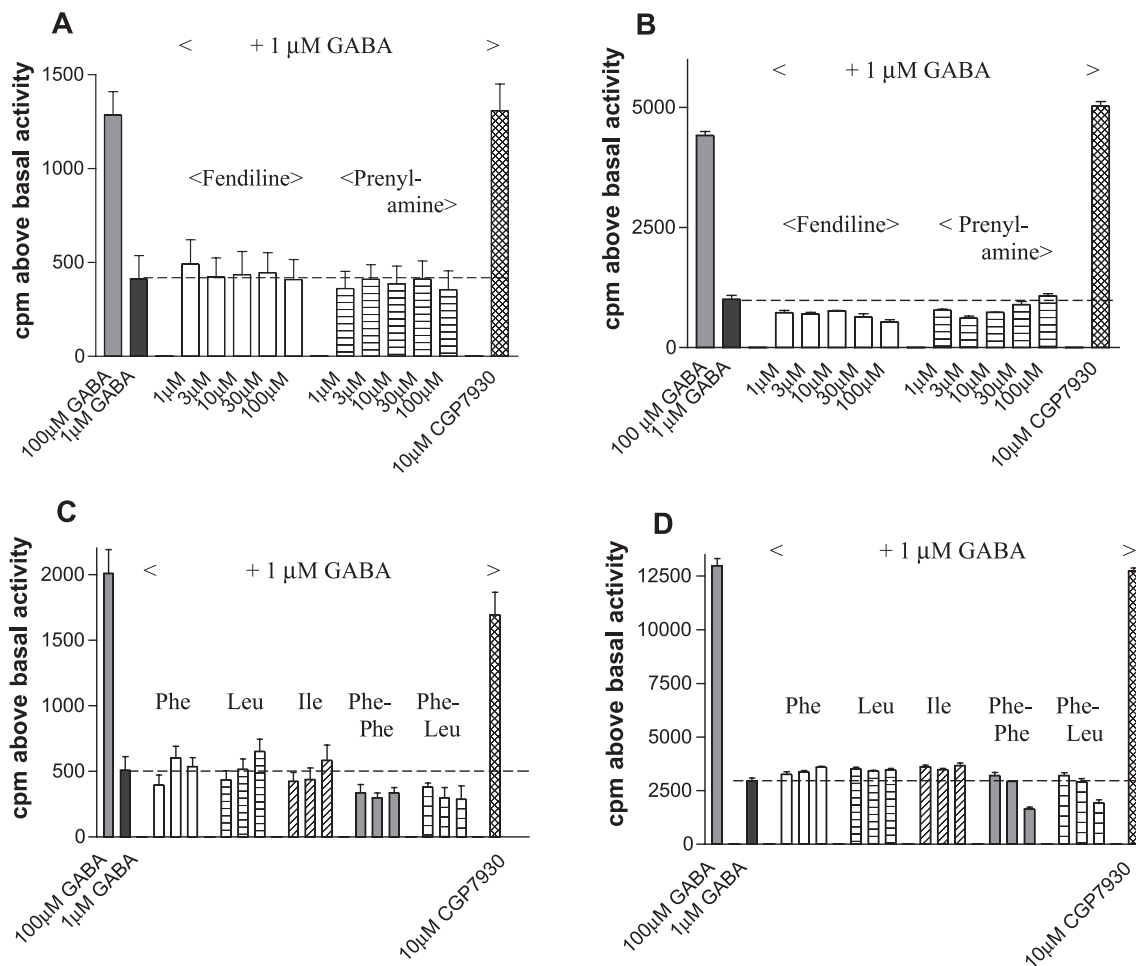 A
< + 1 µM GABA >
cpm above basal activity
1500
1000
500
0
<Fendiline>
<Prenyl-
amine>
100µM GABA
1µM GABA
1µM
3µM
10µM
30µM
100µM
1µM
3µM
10µM
30µM
100µM
10µM CGP7930
B
< + 1 µM GABA >
cpm above basal activity
5000
2500
0
<Fendiline>
< Prenyl-
amine>
100 µM GABA
1 µM GABA
1µM
3µM
10µM
30µM
100µM
1µM
3µM
10µM
30µM
100µM
10µM CGP7930
C
< + 1 µM GABA >
cpm above basal activity
2000
1500
1000
500
0
Phe Leu Ile Phe- Phe-
Phe Leu
100µM GABA
1µM GABA
10µM CGP7930
D
< + 1 µM GABA >
cpm above basal activity
12500
10000
7500
5000
2500
0
Phe Leu Ile Phe- Phe-
Phe Leu
100µM GABA
1µM GABA
10µM CGP7930